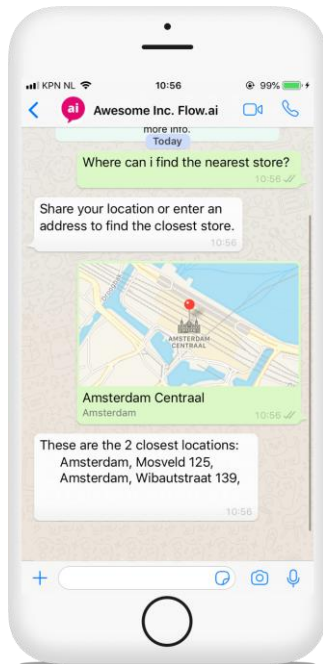 KPN NL 10:56 99%
ai Awesome Inc. Flow.ai
more info.
Today
Where can i find the nearest store?
10:56
Share your location or enter an
address to find the closest store.
10:56
AMSTERDAM
CENTRAAL
Amsterdam Centraal
Amsterdam
10:56
These are the 2 closest locations:
Amsterdam, Mosveld 125,
Amsterdam, Wibautstraat 139,
10:56